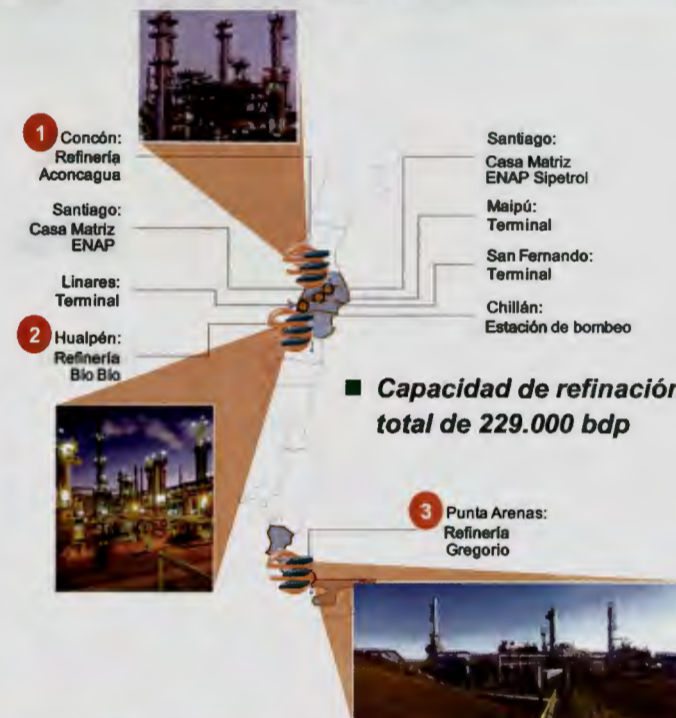 1 Concón:
Refinería
Aconcagua
Santiago:
Casa Matriz
ENAP
Linares:
Terminal
2 Hualpén:
Refinería
Bío Bío
Santiago:
Casa Matriz
ENAP Sipetrol
Maipú:
Terminal
San Fernando:
Terminal
Chillán:
Estación de bombeo
Capacidad de refinación
total de 229.000 bdp
3 Punta Arenas:
Refinería
Gregorio